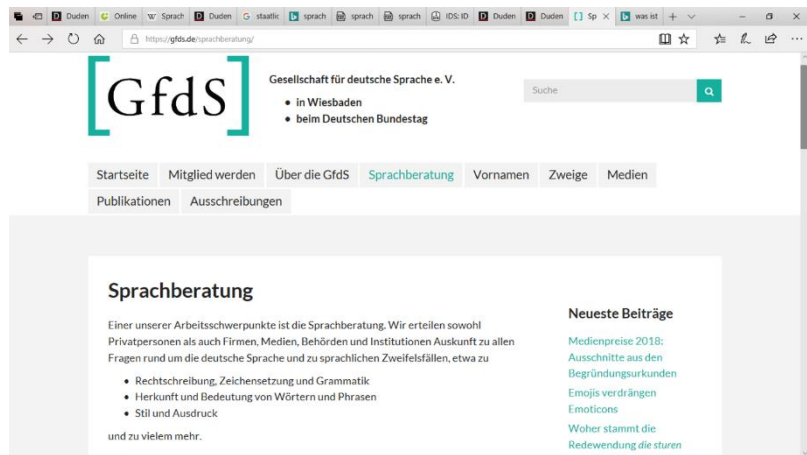 Duden
Online
Sprach
Duden
staatlic
sprach
sprach
sprach
IDS: ID
Duden
Duden
[ ] Sp
was ist
https://gfds.de/sprachberatung/
[GfdS]
Gesellschaft für deutsche Sprache e. V.
• in Wiesbaden
• beim Deutschen Bundestag
Suche
Startseite Mitglied werden Über die GfdS Sprachberatung Vornamen Zweige Medien
Publikationen Ausschreibungen
Sprachberatung
Einer unserer Arbeitsschwerpunkte ist die Sprachberatung. Wir erteilen sowohl
Privatpersonen als auch Firmen, Medien, Behörden und Institutionen Auskunft zu allen
Fragen rund um die deutsche Sprache und zu sprachlichen Zweifelsfällen, etwa zu
• Rechtschreibung, Zeichensetzung und Grammatik
• Herkunft und Bedeutung von Wörtern und Phrasen
• Stil und Ausdruck
und zu vielem mehr.
Neueste Beiträge
Medienpreise 2018:
Ausschnitte aus den
Begründungsurkunden
Emojis verdrängen
Emoticons
Woher stammt die
Redewendung die sturen